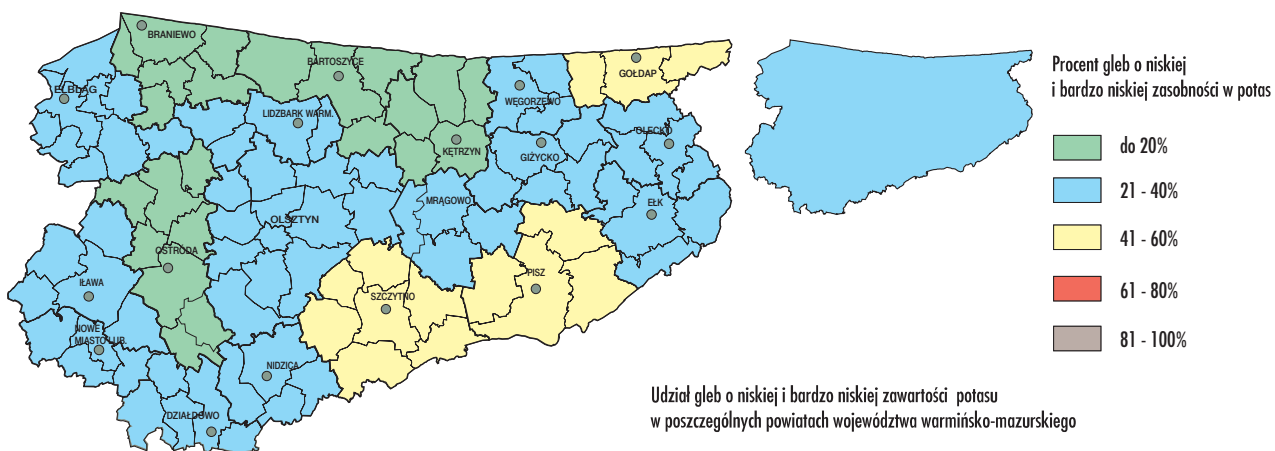 BRANIEWO
BARTOSZYCE
GOŁDAP
ELBLĄG
WĘGORZEWO
LIDZBARK WARM.
OLECKO
KĘTRZYN
GIŻYCKO
MRĄGOWO
EŁK
OLSZTYN
OSTRÓDA
PISZ
IŁAWA
SZCZYTNO
NOWE
MIASTO LUB.
NIDZICA
DZIAŁDOWO
Procent gleb o niskiej
i bardzo niskiej zasobności w potas
do 20%
21 - 40%
41 - 60%
61 - 80%
81 - 100%
Udział gleb o niskiej i bardzo niskiej zawartości potasu
w poszczególnych powiatach województwa warmińsko-mazurskiego